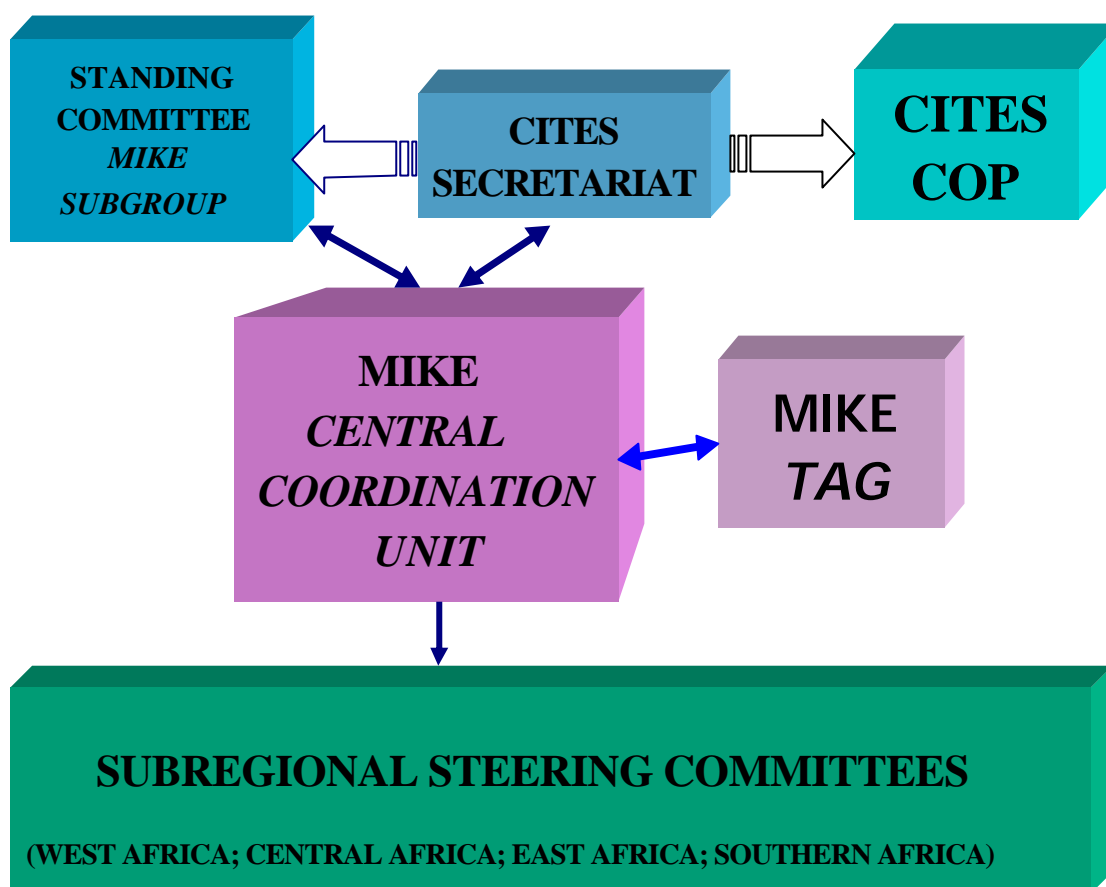 STANDING
COMMITTEE
MIKE
SUBGROUP
CITES
SECRETARIAT
CITES
COP
MIKE
CENTRAL
COORDINATION
UNIT
MIKE
TAG
SUBREGIONAL STEERING COMMITTEES
(WEST AFRICA; CENTRAL AFRICA; EAST AFRICA; SOUTHERN AFRICA)